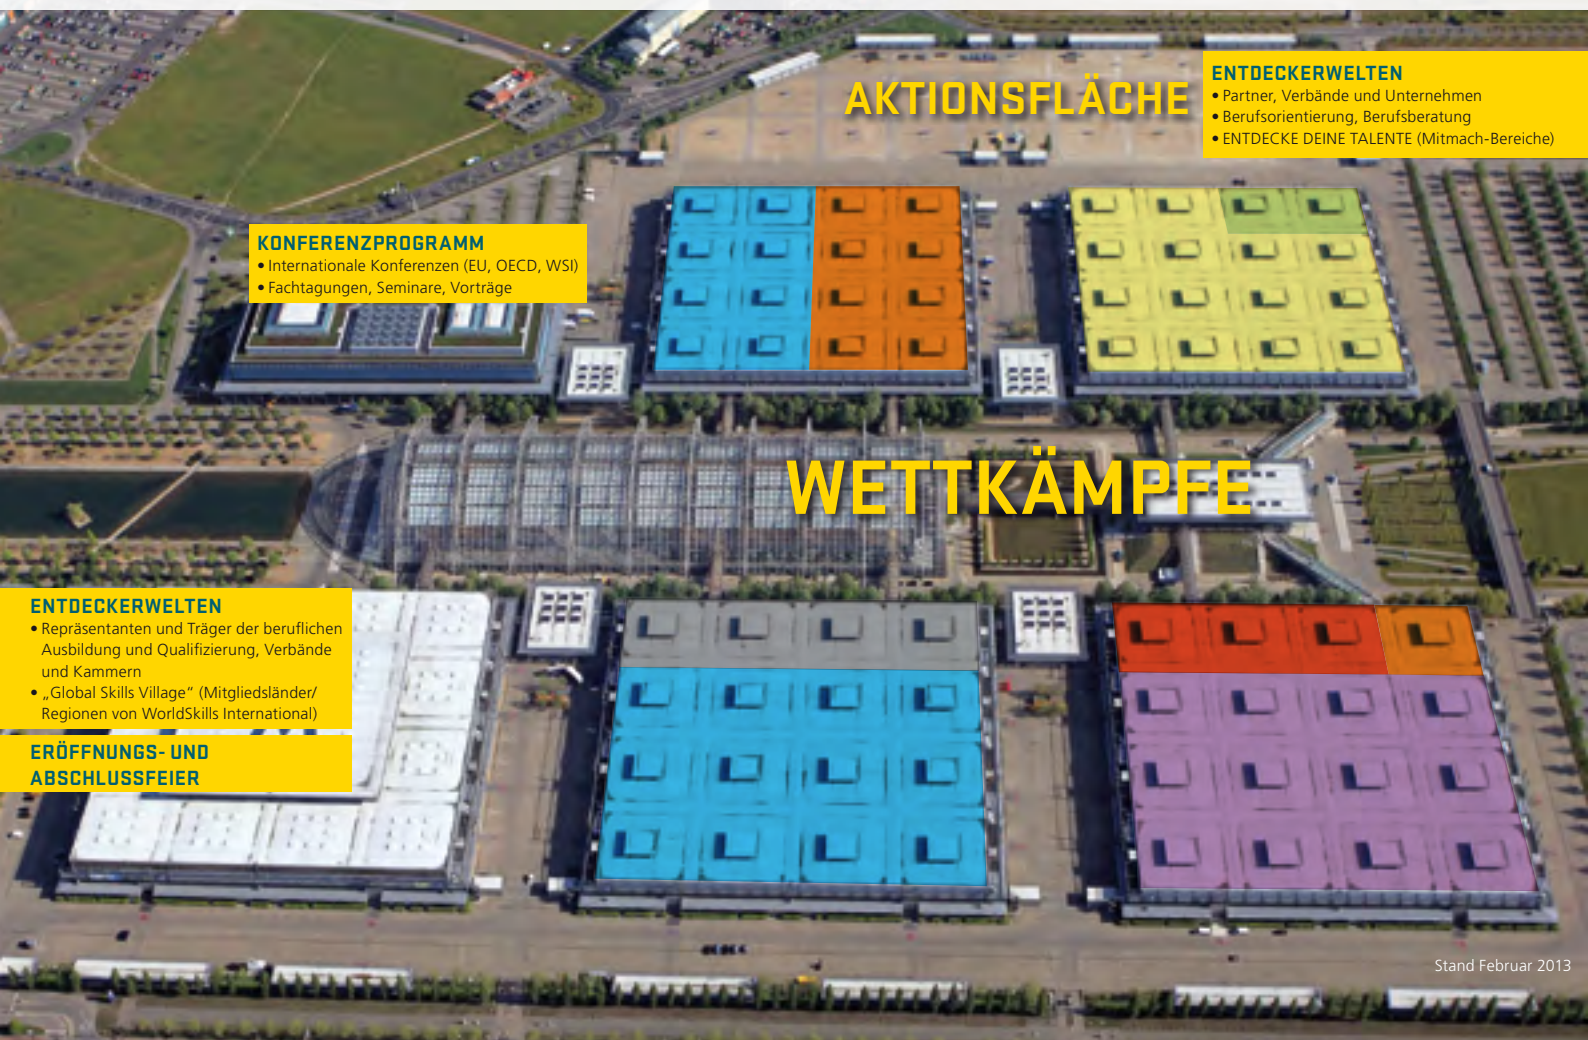 AKTIONSFLÄCHE
ENTDECKERWELTEN
• Partner, Verbände und Unternehmen
• Berufsorientierung, Berufsberatung
• ENTDECKE DEINE TALENTE (Mitmach-Bereiche)
KONFERENZPROGRAMM
• Internationale Konferenzen (EU, OECD, WSI)
• Fachtagungen, Seminare, Vorträge
WETTKÄMPFE
ENTDECKERWELTEN
• Repräsentanten und Träger der beruflichen
Ausbildung und Qualifizierung, Verbände
und Kammern
• „Global Skills Village“ (Mitgliedsländer/
Regionen von WorldSkills International)
ERÖFFNUNGS- UND
ABSCHLUSSFEIER
Stand Februar 2013